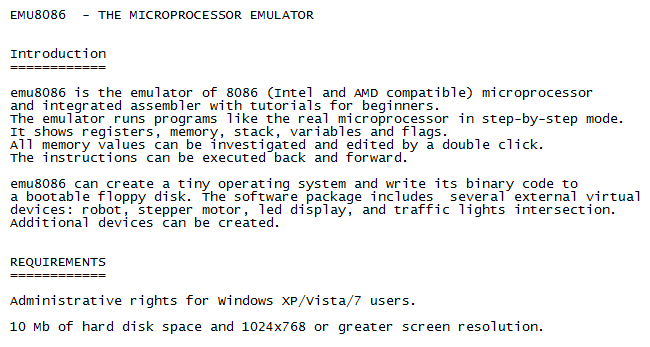 EMU8086  - THE MICROPROCESSOR EMULATOR
Introduction
============
emu8086 is the emulator of 8086 (Intel and AMD compatible) microprocessor
and integrated assembler with tutorials for beginners.
The emulator runs programs like the real microprocessor in step-by-step mode.
It shows registers, memory, stack, variables and flags.
All memory values can be investigated and edited by a double click.
The instructions can be executed back and forward.
emu8086 can create a tiny operating system and write its binary code to
a bootable floppy disk. The software package includes  several external virtual
devices: robot, stepper motor, led display, and traffic lights intersection.
Additional devices can be created.
REQUIREMENTS
============
Administrative rights for Windows XP/Vista/7 users.
10 Mb of hard disk space and 1024x768 or greater screen resolution.